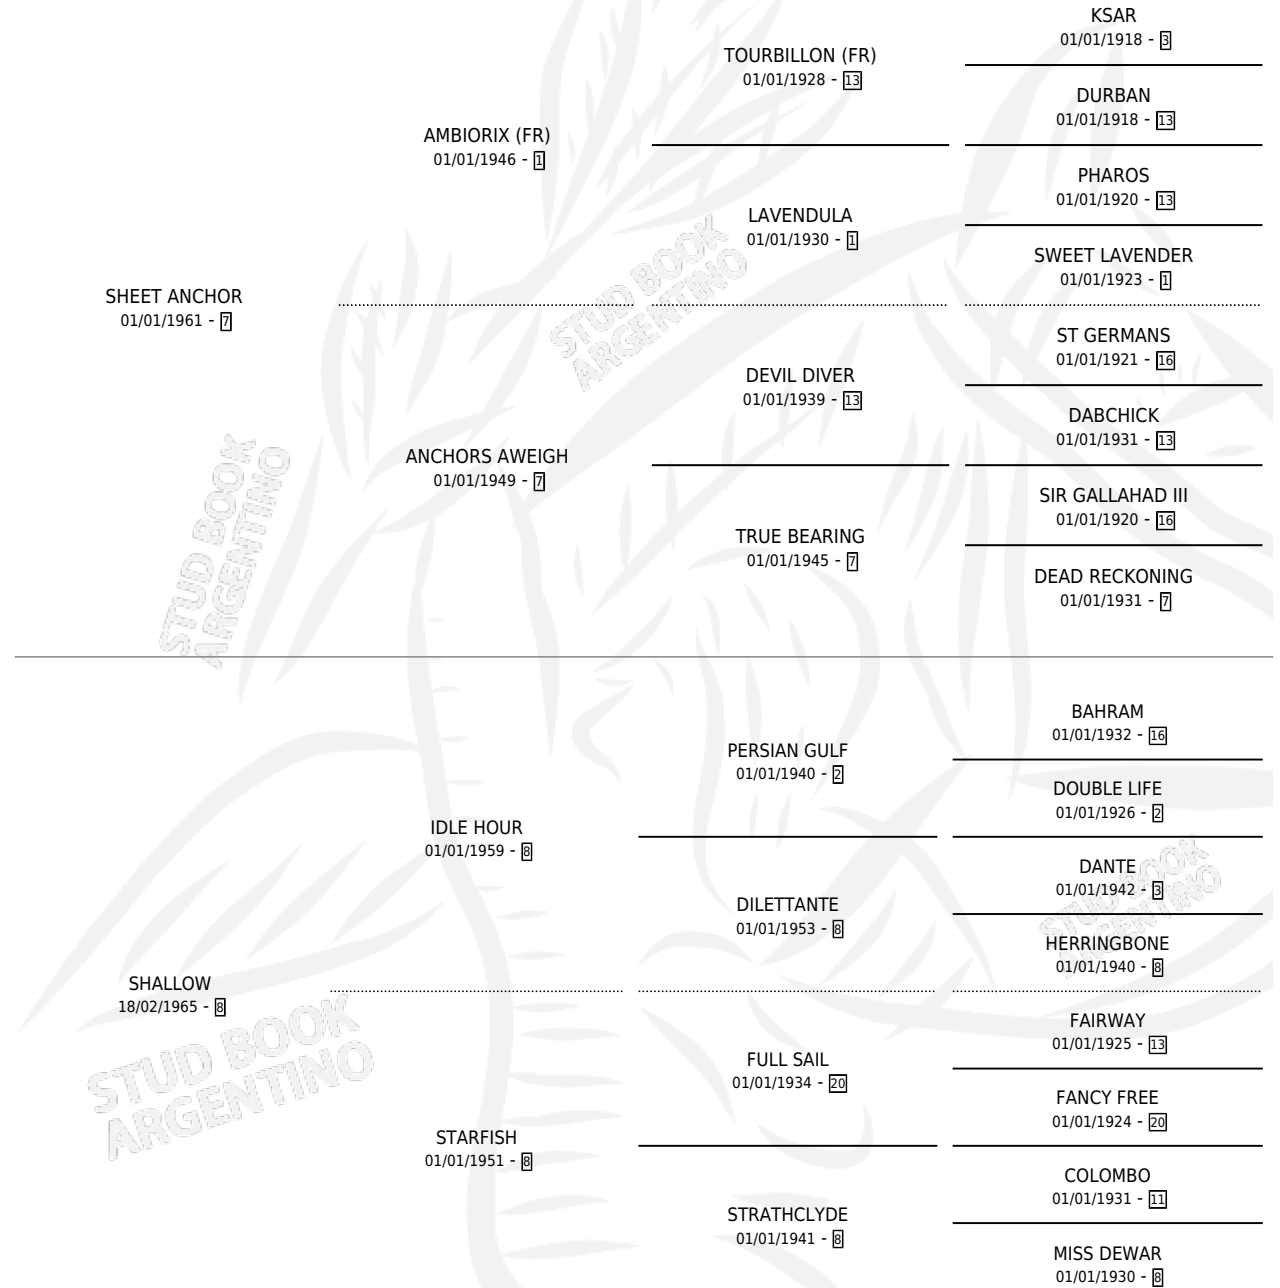 KSAR
01/01/1918 - 3
TOURBILLON (FR)
01/01/1928 - 13
DURBAN
01/01/1918 - 13
AMBIORIX (FR)
01/01/1946 - 1
PHAROS
01/01/1920 - 13
LAVENDULA
01/01/1930 - 1
SWEET LAVENDER
01/01/1923 - 1
SHEET ANCHOR
01/01/1961 - 7
ST GERMANS
01/01/1921 - 16
DEVIL DIVER
01/01/1939 - 13
DABCHICK
01/01/1931 - 13
ANCHORS AWEIGH
01/01/1949 - 7
SIR GALLAHAD III
01/01/1920 - 16
TRUE BEARING
01/01/1945 - 7
DEAD RECKONING
01/01/1931 - 7
STUD BOOK
ARGENTINO
STUD BOOK
ARGENTINO
BAHRAM
01/01/1932 - 16
PERSIAN GULF
01/01/1940 - 2
DOUBLE LIFE
01/01/1926 - 2
IDLE HOUR
01/01/1959 - 8
DANTE
01/01/1942 - 3
DILETTANTE
01/01/1953 - 8
HERRINGBONE
01/01/1940 - 8
SHALLOW
18/02/1965 - 8
FAIRWAY
01/01/1925 - 13
FULL SAIL
01/01/1934 - 20
FANCY FREE
01/01/1924 - 20
STARFISH
01/01/1951 - 8
COLOMBO
01/01/1931 - 11
STRATHCLYDE
01/01/1941 - 8
MISS DEWAR
01/01/1930 - 8
STUD BOOK
ARGENTINO
STUD BOOK
ARGENTINO